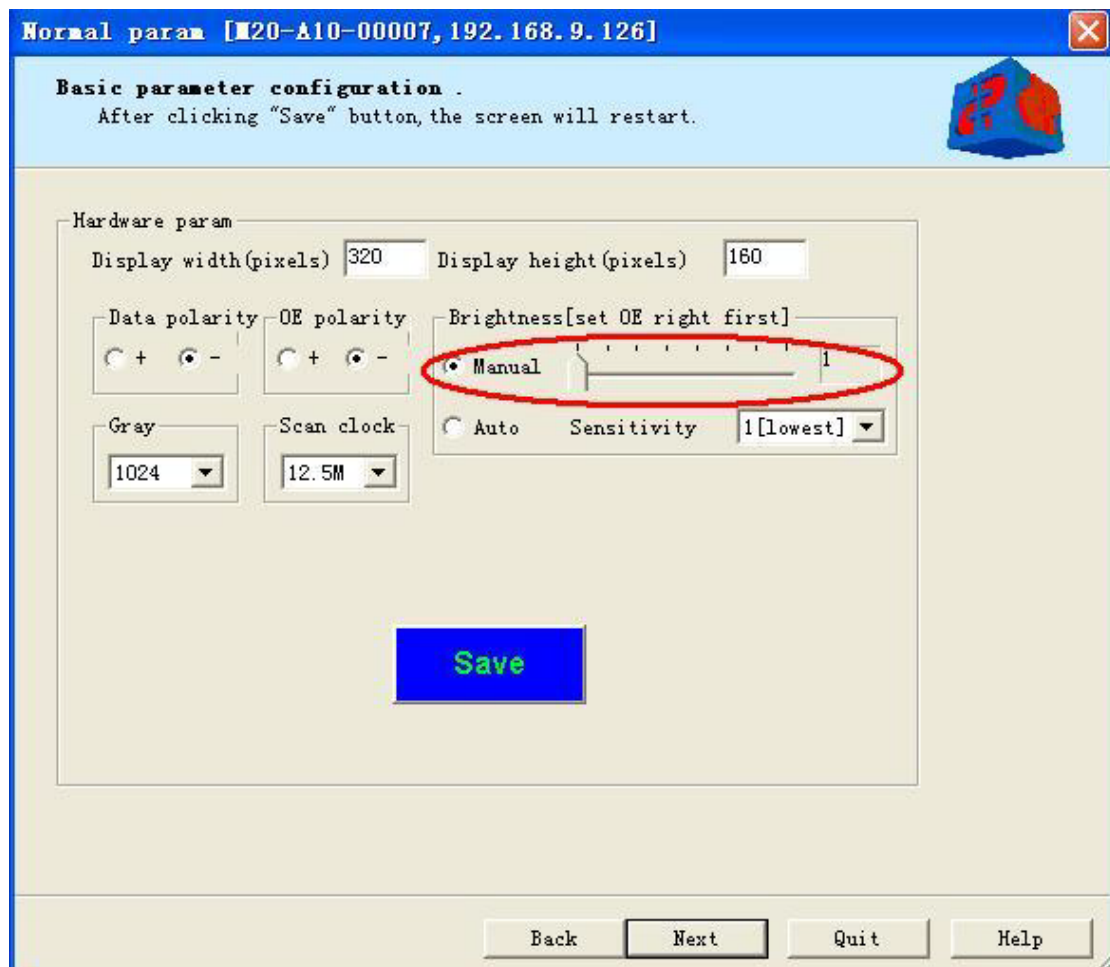 Normal param [M20-A10-00007,192.168.9.126]
Basic parameter configuration .
After clicking "Save" button, the screen will restart.
Hardware param
Display width(pixels) 320 Display height(pixels) 160
Data polarity OE polarity Brightness[set OE right first]
+ - + - Manual 1
Gray Scan clock Auto Sensitivity 1[lowest]
1024 12.5M
Save
Back Next Quit Help